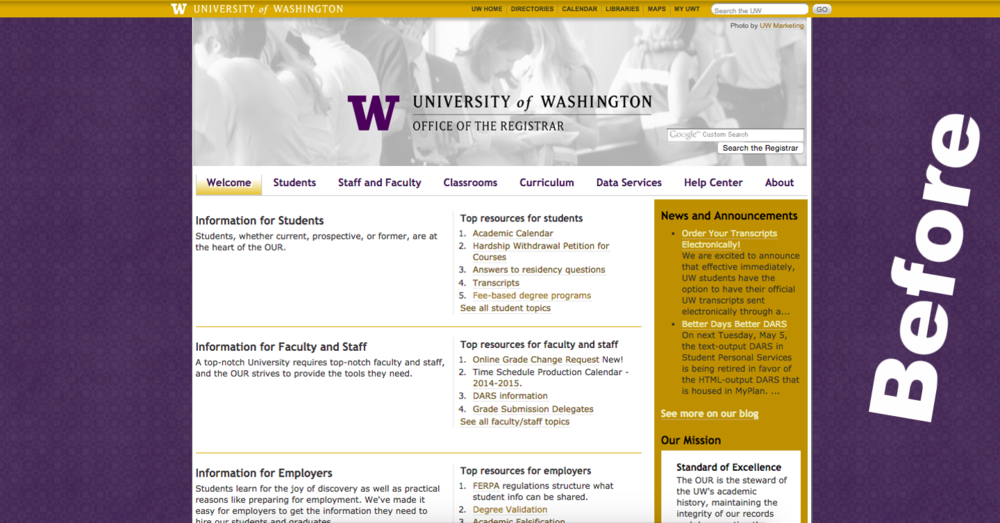 W UNIVERSITY of WASHINGTON
UW HOME DIRECTORIES CALENDAR LIBRARIES MAPS MY UWT
Search the UW GO
Photo by UW Marketing
W UNIVERSITY of WASHINGTON
OFFICE OF THE REGISTRAR
Google™ Custom Search
Search the Registrar
Welcome Students Staff and Faculty Classrooms Curriculum Data Services Help Center About
Information for Students
Students, whether current, prospective, or former, are at
the heart of the OUR.
Top resources for students
1. Academic Calendar
2. Hardship Withdrawal Petition for
Courses
3. Answers to residency questions
4. Transcripts
5. Fee-based degree programs
See all student topics
Information for Faculty and Staff
A top-notch University requires top-notch faculty and staff,
and the OUR strives to provide the tools they need.
Top resources for faculty and staff
1. Online Grade Change Request New!
2. Time Schedule Production Calendar -
2014-2015.
3. DARS information
4. Grade Submission Delegates
See all faculty/staff topics
Information for Employers
Students learn for the joy of discovery as well as practical
reasons like preparing for employment. We've made it
easy for employers to get the information they need to
hire our students and graduates
Top resources for employers
1. FERPA regulations structure what
student info can be shared.
2. Degree Validation
3. Academic Falsification
News and Announcements
• Order Your Transcripts
Electronically!
We are excited to announce
that effective immediately,
UW students have the
option to have their official
UW transcripts sent
electronically through a...
• Better Days Better DARS
On next Tuesday, May 5,
the text-output DARS in
Student Personal Services
is being retired in favor of
the HTML-output DARS that
is housed in MyPlan. ...
See more on our blog
Our Mission
Standard of Excellence
The OUR is the steward of
the UW's academic
history, maintaining the
integrity of our records
Before